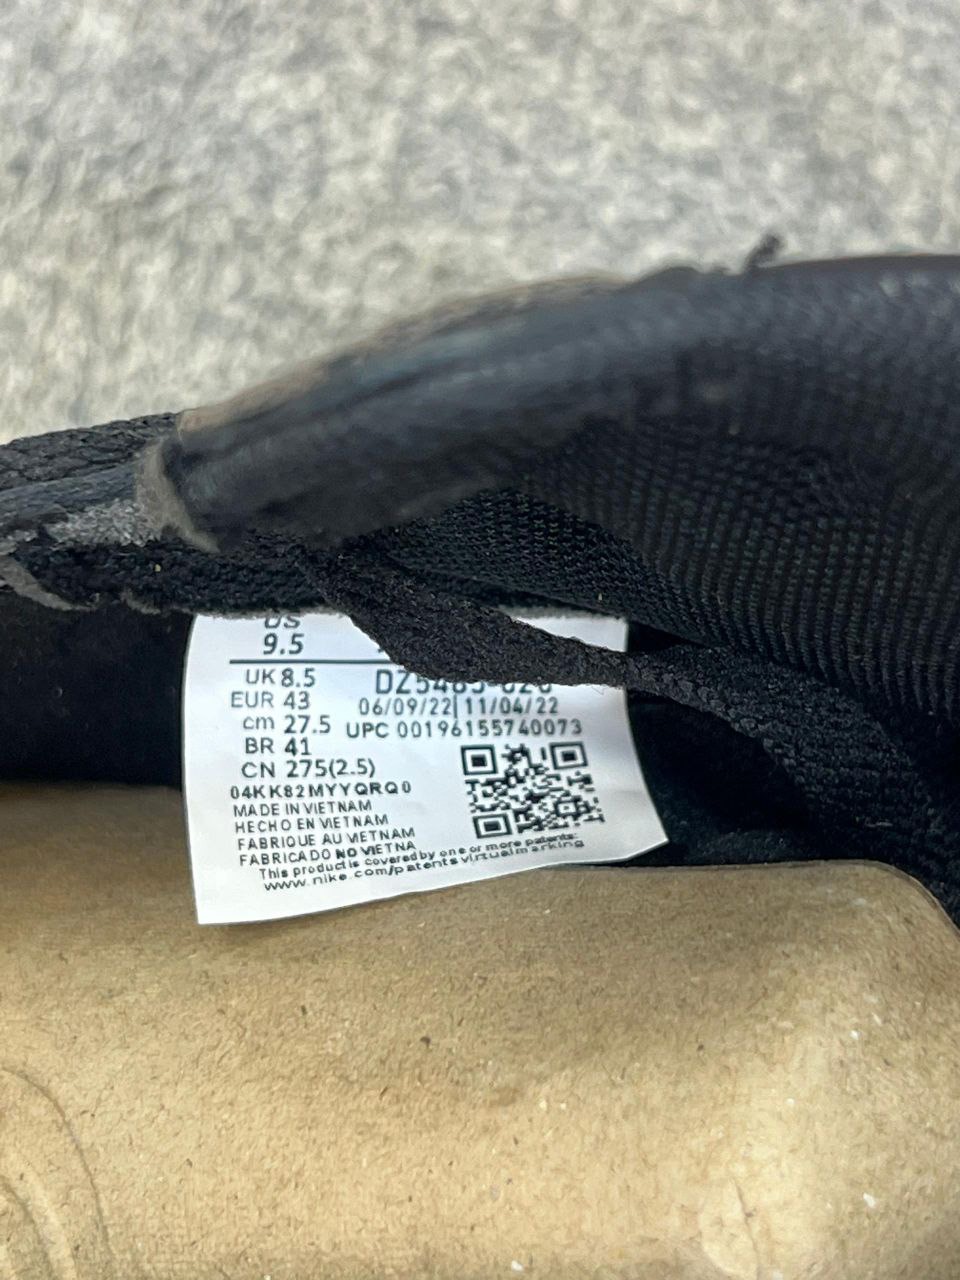 US
9.5
UK 8.5
EUR 43
cm 27.5
BR 41
CN 275(2.5)
06/09/22 11/04/22
UPC 00196155740073
04KK82MYYQRQ0
MADE IN VIETNAM
HECHO EN VIETNAM
FABRIQUE AU VIETNAM
FABRICADO NO VIETNA
This product is covered by one or more patents:
www.nike.com/patents virtualmarking